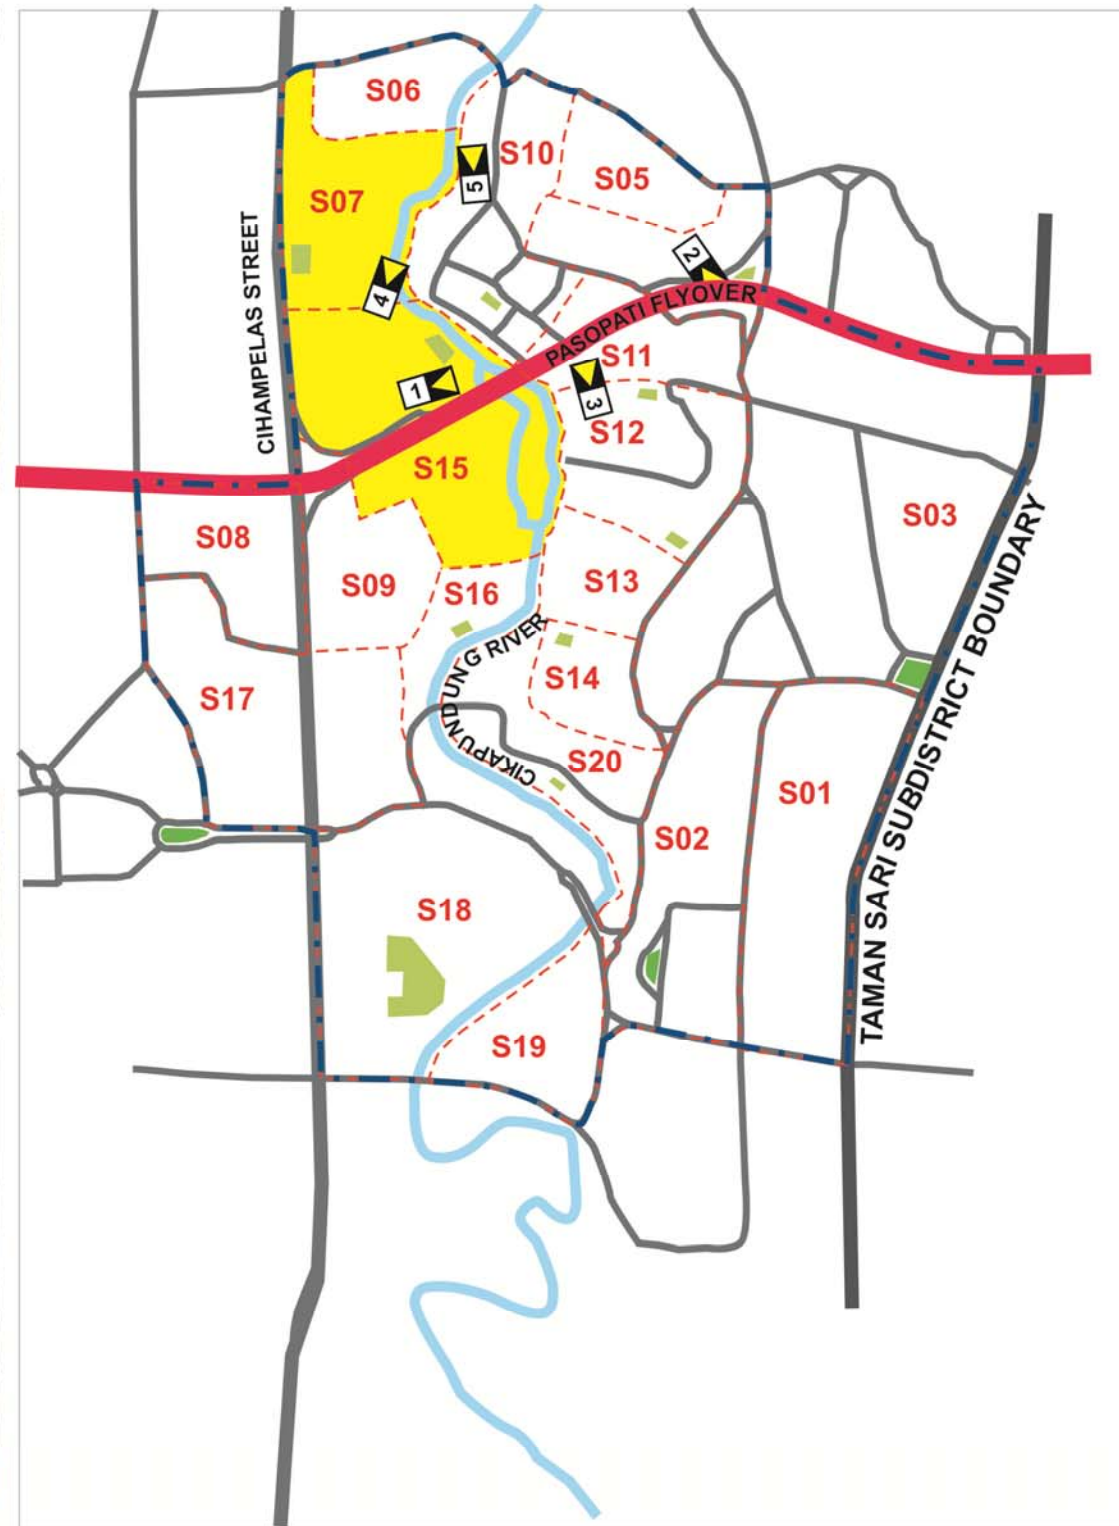 S06
S10
S05
5
S07
CIHAMPELAS STREET
2
4
PASOPATI FLYOVER
S11
1
3
S12
S15
S03
S08
S09
S16
S13
S14
CIKAPUNDUNG RIVER
S17
S20
S01
S02
TAMAN SARI SUBDISTRICT BOUNDARY
S18
S19